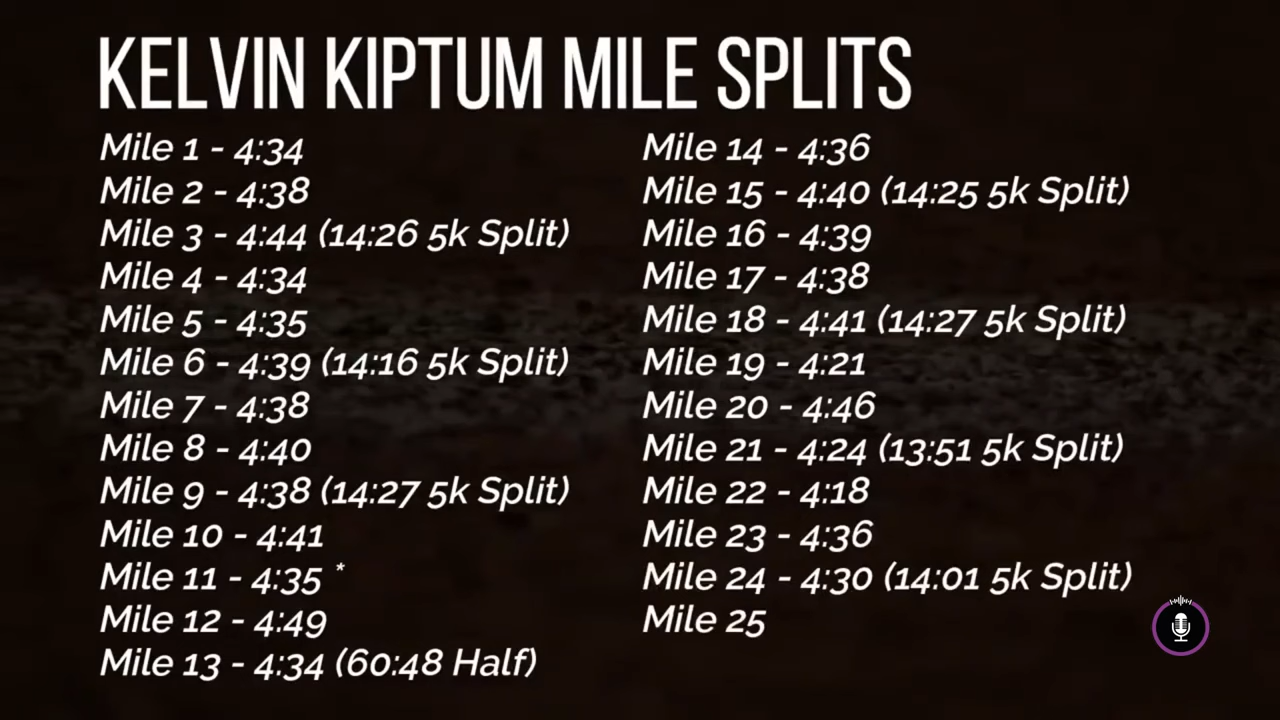 KELVIN KIPTUM MILE SPLITS
Mile 1 - 4:34
Mile 2 - 4:38
Mile 3 - 4:44 (14:26 5k Split)
Mile 4 - 4:34
Mile 5 - 4:35
Mile 6 - 4:39 (14:16 5k Split)
Mile 7 - 4:38
Mile 8 - 4:40
Mile 9 - 4:38 (14:27 5k Split)
Mile 10 - 4:41
Mile 11 - 4:35 *
Mile 12 - 4:49
Mile 13 - 4:34 (60:48 Half)
Mile 14 - 4:36
Mile 15 - 4:40 (14:25 5k Split)
Mile 16 - 4:39
Mile 17 - 4:38
Mile 18 - 4:41 (14:27 5k Split)
Mile 19 - 4:21
Mile 20 - 4:46
Mile 21 - 4:24 (13:51 5k Split)
Mile 22 - 4:18
Mile 23 - 4:36
Mile 24 - 4:30 (14:01 5k Split)
Mile 25